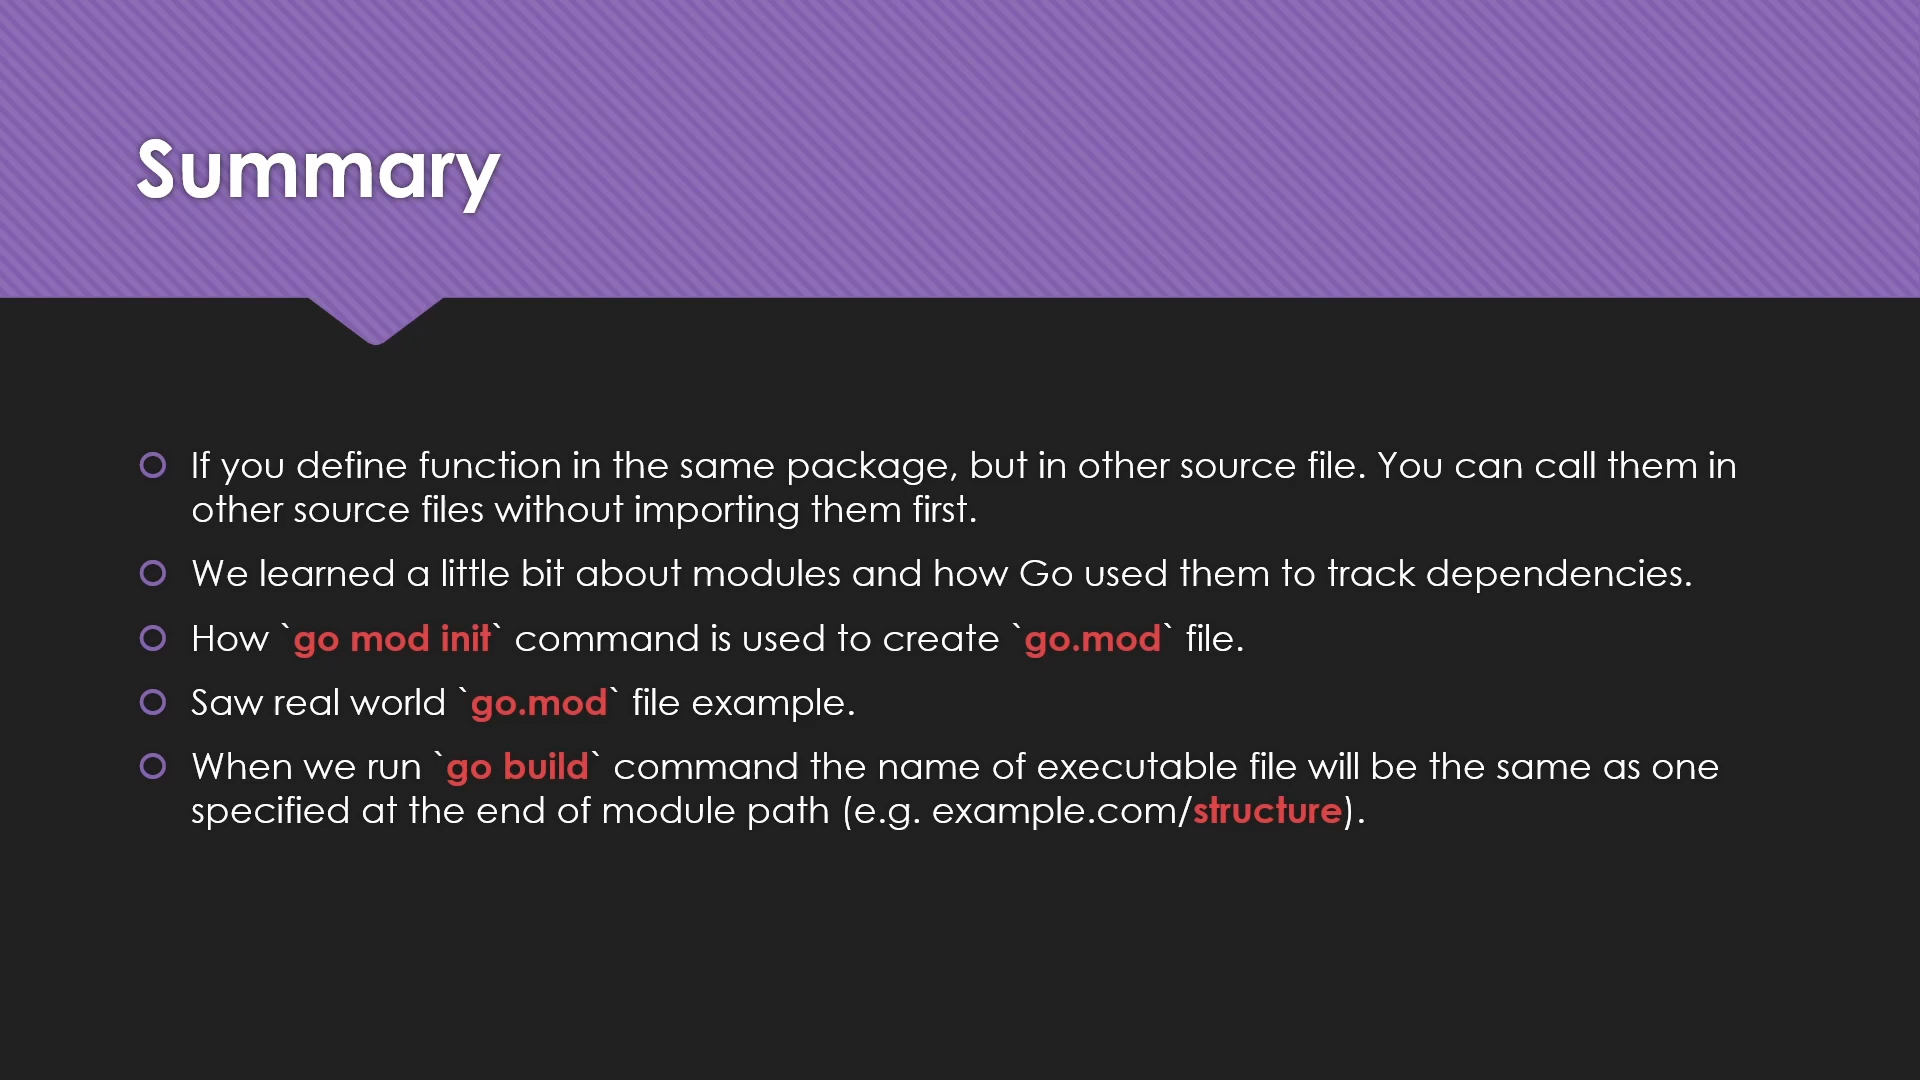 Summary
If you define function in the same package, but in other source file. You can call them in
other source files without importing them first.
We learned a little bit about modules and how Go used them to track dependencies.
How `go mod init` command is used to create `go.mod` file.
Saw real world `go.mod` file example.
When we run `go build` command the name of executable file will be the same as one
specified at the end of module path (e.g. example.com/structure).